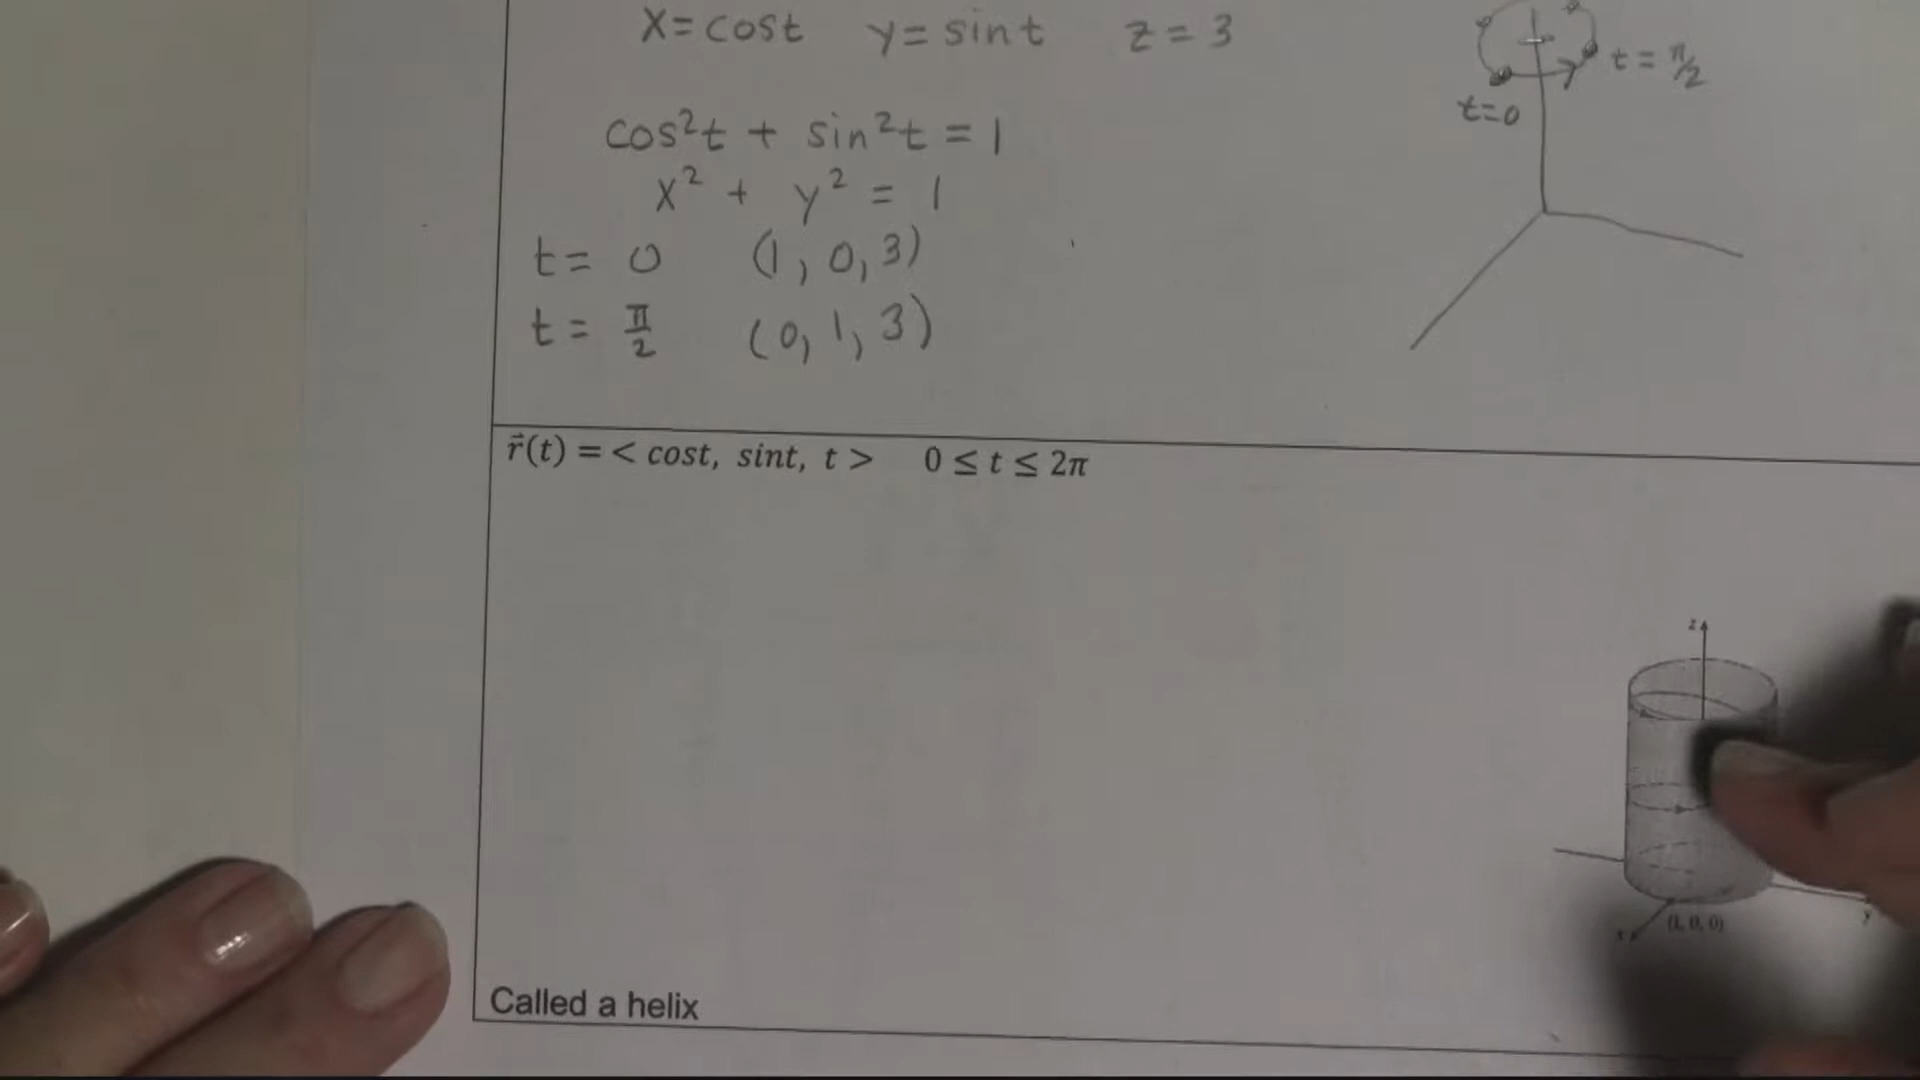 x = cost   y = sint   z = 3
t = π/2
t=0
cos²t + sin²t = 1
x² + y² = 1
t = 0   (1, 0, 3)
t = π/2   (0, 1, 3)
r⃗(t) = < cost, sint, t >   0 ≤ t ≤ 2π
z
y
x
(1, 0, 0)
Called a helix